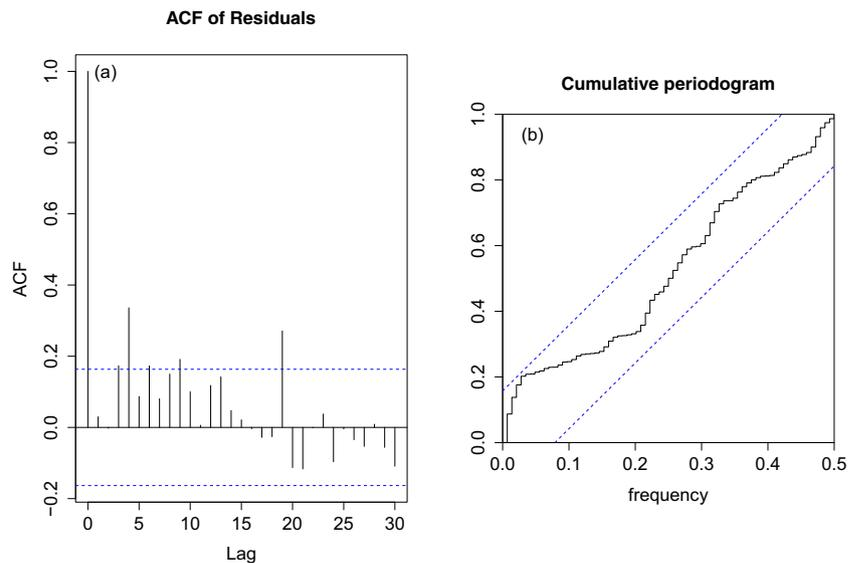 ACF of Residuals
(a)
ACF
1.0
0.8
0.6
0.4
0.2
0.0
−0.2
0 5 10 15 20 25 30
Lag
Cumulative periodogram
(b)
1.0
0.8
0.6
0.4
0.2
0.0
0.0 0.1 0.2 0.3 0.4 0.5
frequency